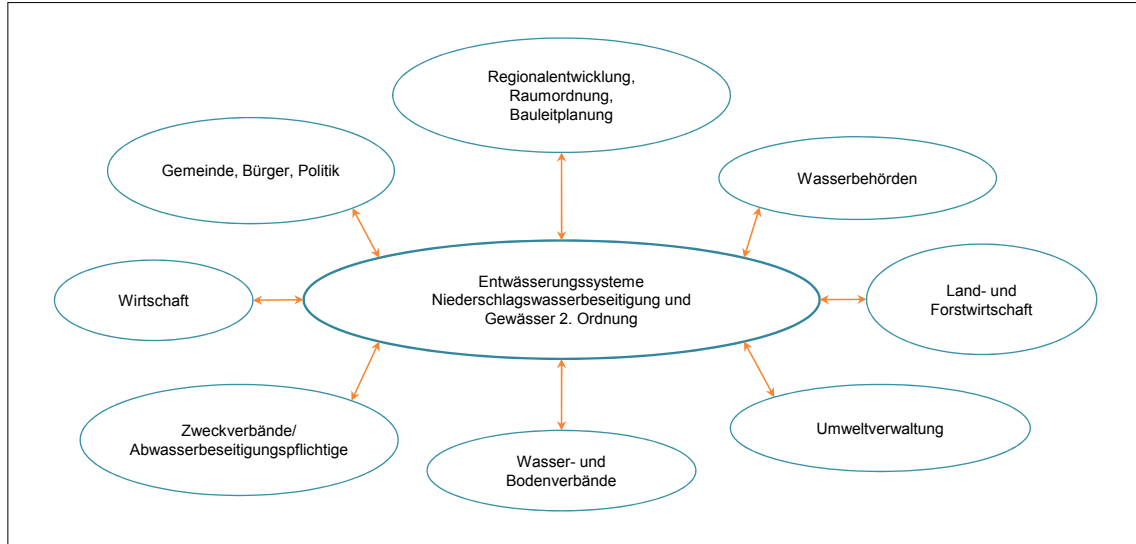 Regionalentwicklung,
Raumordnung,
Bauleitplanung
Gemeinde, Bürger, Politik
Wasserbehörden
Entwässerungssysteme
Niederschlagswasserbeseitigung und
Gewässer 2. Ordnung
Wirtschaft
Land- und
Forstwirtschaft
Zweckverbände/
Abwasserbeseitigungspflichtige
Umweltverwaltung
Wasser- und
Bodenverbände